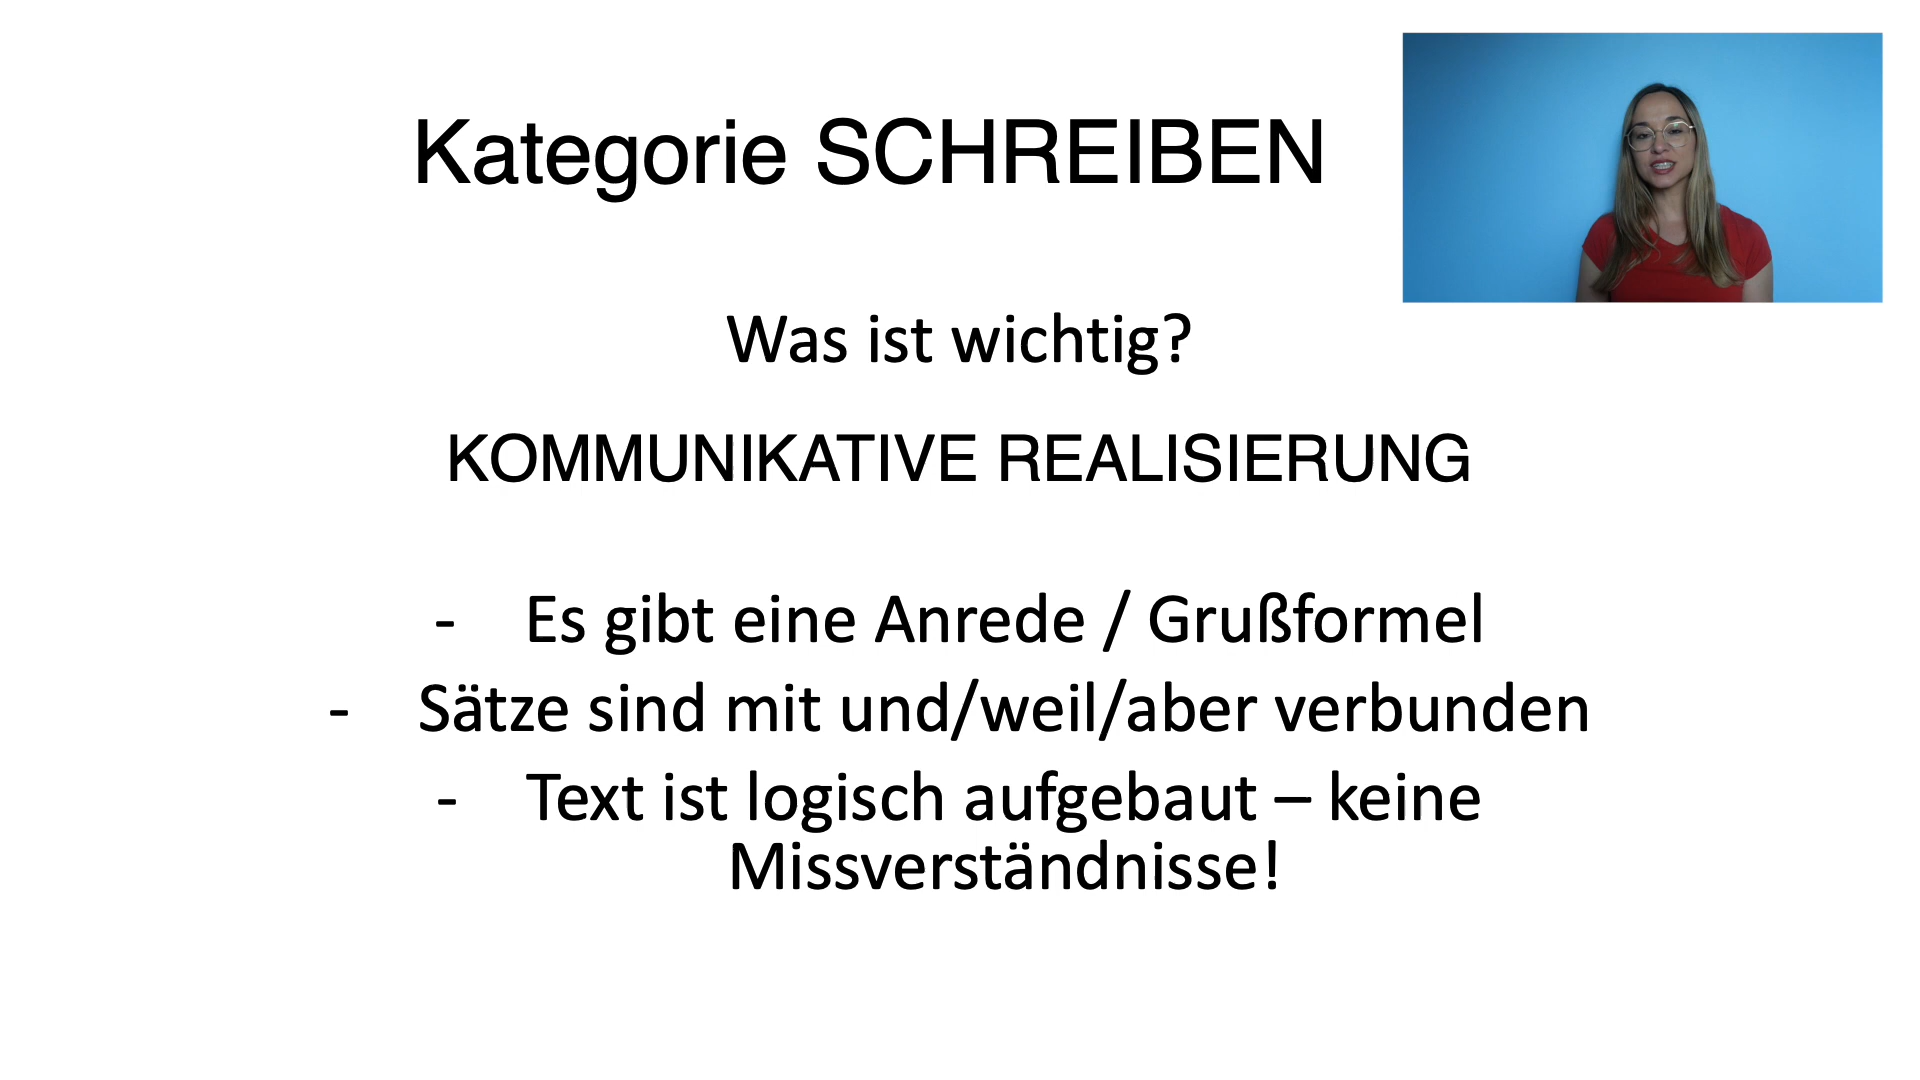 Kategorie SCHREIBEN
Was ist wichtig?
KOMMUNIKATIVE REALISIERUNG
- Es gibt eine Anrede / Grußformel
- Sätze sind mit und/weil/aber verbunden
- Text ist logisch aufgebaut – keine
Missverständnisse!